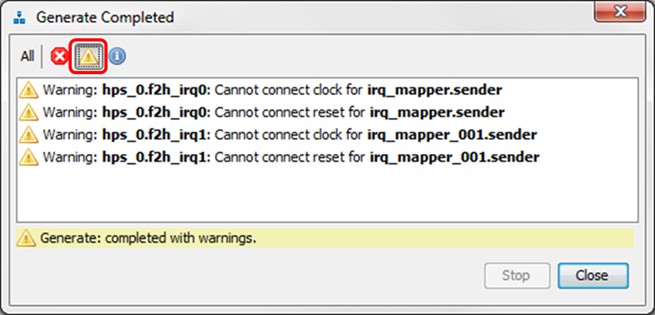 Generate Completed
All
Warning: hps_0.f2h_irq0: Cannot connect clock for irq_mapper.sender
Warning: hps_0.f2h_irq0: Cannot connect reset for irq_mapper.sender
Warning: hps_0.f2h_irq1: Cannot connect clock for irq_mapper_001.sender
Warning: hps_0.f2h_irq1: Cannot connect reset for irq_mapper_001.sender
Generate: completed with warnings.
Stop Close